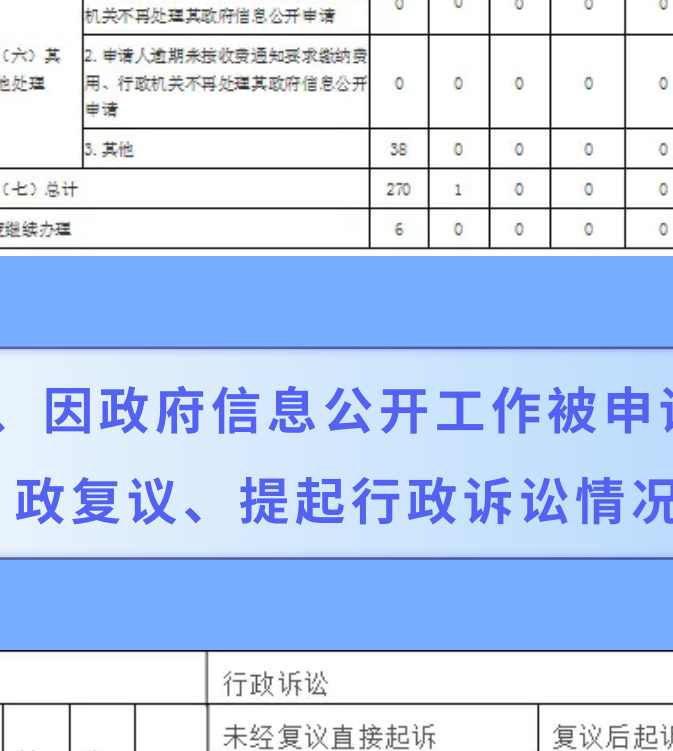 机关不再处理其政府信息公开申请 0 0 0 0 0
（六）其
他处理
2. 申请人逾期未按收费通知要求缴纳费
用、行政机关不再处理其政府信息公开
申请
0 0 0 0 0
3. 其他 38 0 0 0 0
（七）总计 270 1 0 0 0
度继续办理 6 0 0 0 0
、因政府信息公开工作被申请
政复议、提起行政诉讼情况
行政诉讼
未经复议直接起诉 复议后起诉